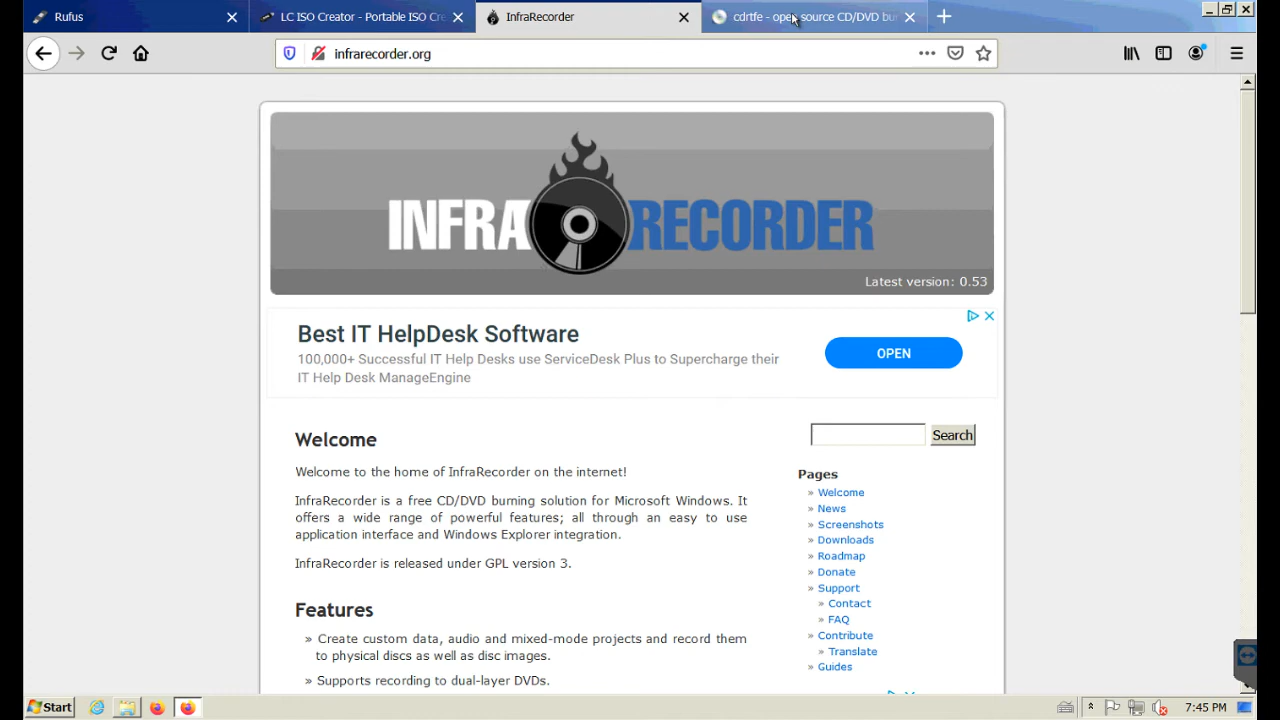 Rufus
LC ISO Creator - Portable ISO Cre
InfraRecorder
cdrtfe - open source CD/DVD bu
infrarecorder.org
INFRARECORDER
Latest version: 0.53
Best IT HelpDesk Software
100,000+ Successful IT Help Desks use ServiceDesk Plus to Supercharge their
IT Help Desk ManageEngine
OPEN
Welcome
Search
Welcome to the home of InfraRecorder on the internet!
InfraRecorder is a free CD/DVD burning solution for Microsoft Windows. It
offers a wide range of powerful features; all through an easy to use
application interface and Windows Explorer integration.
InfraRecorder is released under GPL version 3.
Features
» Create custom data, audio and mixed-mode projects and record them
to physical discs as well as disc images.
» Supports recording to dual-layer DVDs.
Pages
» Welcome
» News
» Screenshots
» Downloads
» Roadmap
» Donate
» Support
» Contact
» FAQ
» Contribute
» Translate
» Guides
Start
7:45 PM